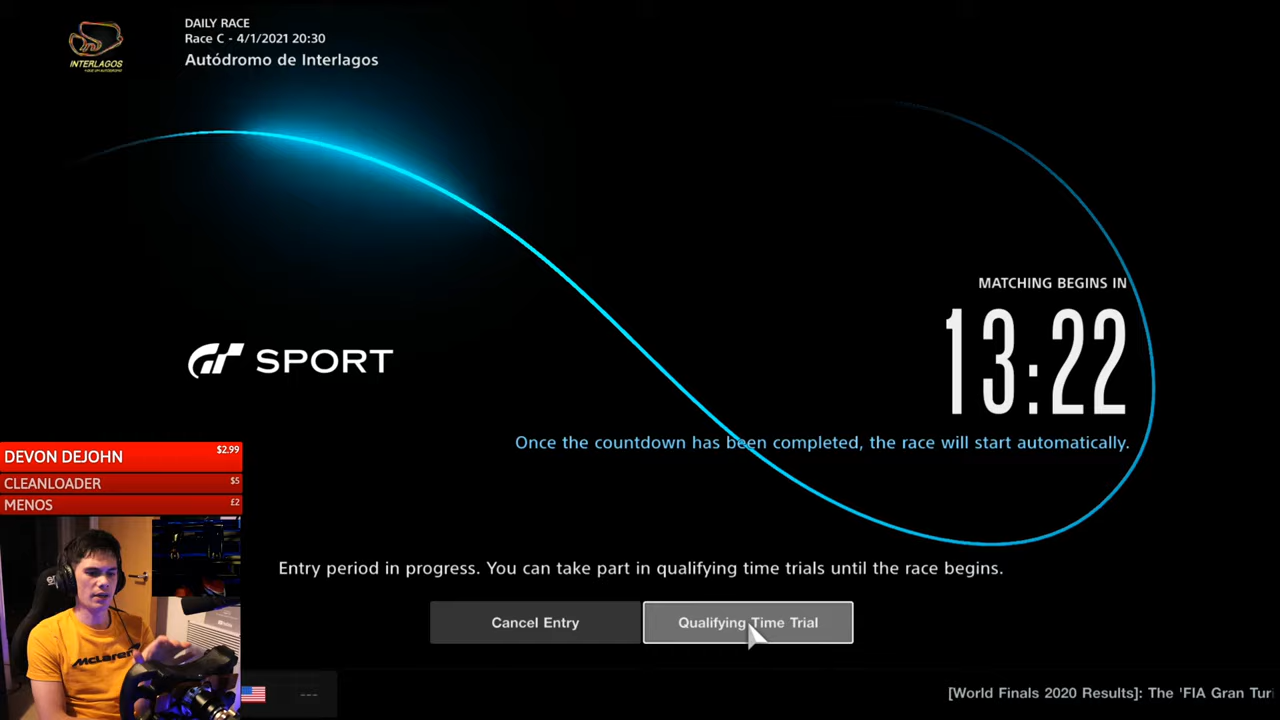 DAILY RACE
Race C - 4/1/2021 20:30
Autódromo de Interlagos
INTERLAGOS
MATCHING BEGINS IN
13:22
SPORT
Once the countdown has been completed, the race will start automatically.
DEVON DEJOHN $2.99
CLEANLOADER $5
MENOS £2
Entry period in progress. You can take part in qualifying time trials until the race begins.
Cancel Entry
Qualifying Time Trial
McLaren
---
[World Finals 2020 Results]: The 'FIA Gran Turi